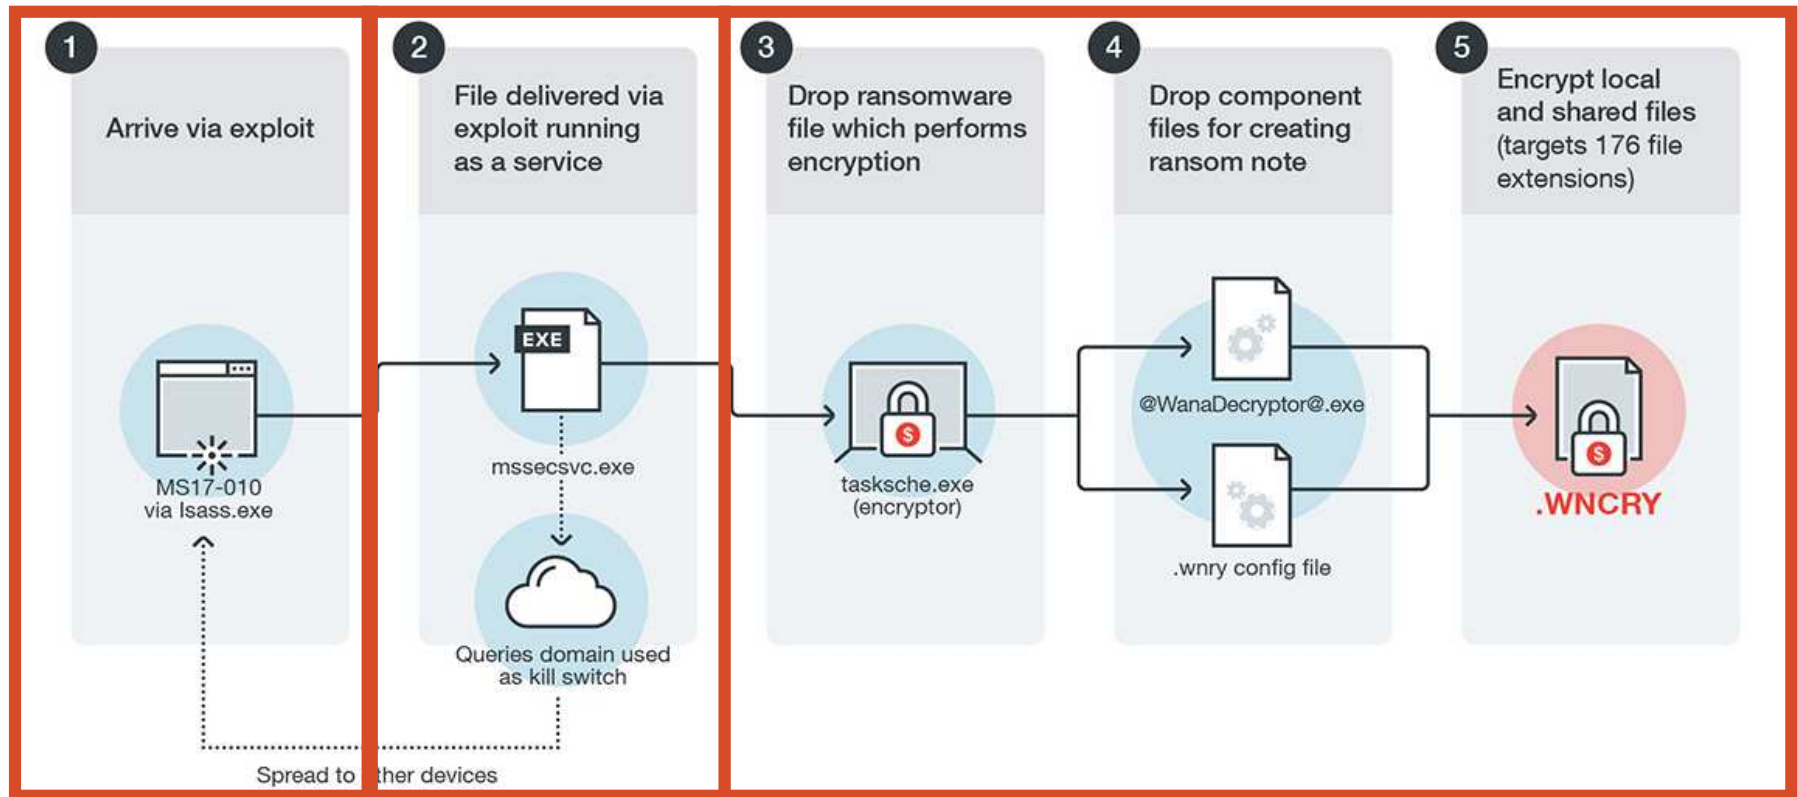 1
Arrive via exploit
MS17-010
via lsass.exe
2
File delivered via
exploit running
as a service
EXE
mssecsvc.exe
Queries domain used
as kill switch
Spread to ther devices
3
Drop ransomware
file which performs
encryption
$
tasksche.exe
(encryptor)
4
Drop component
files for creating
ransom note
@WanaDecryptor@.exe
.wnry config file
5
Encrypt local
and shared files
(targets 176 file
extensions)
$
.WNCRY